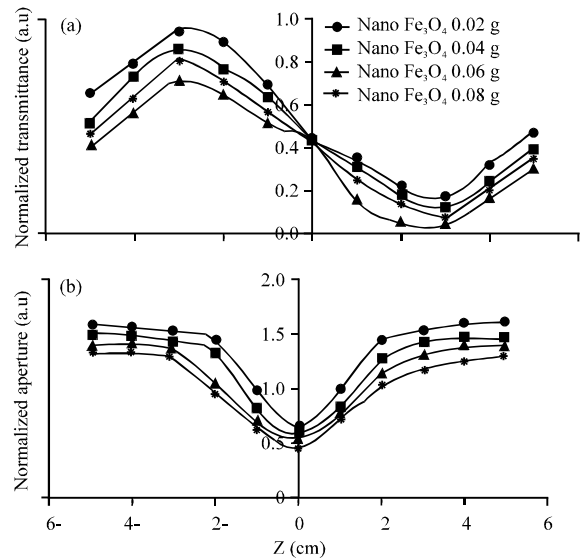 (a)
Normalized transmittance (a.u)
1.0
0.8
0.6
0.4
0.2
0.0
Nano Fe₃O₄ 0.02 g
Nano Fe₃O₄ 0.04 g
Nano Fe₃O₄ 0.06 g
Nano Fe₃O₄ 0.08 g
(b)
Normalized aperture (a.u)
2.0
1.5
1.0
0.5
0
6- 4- 2- 0 2 4 6
Z (cm)